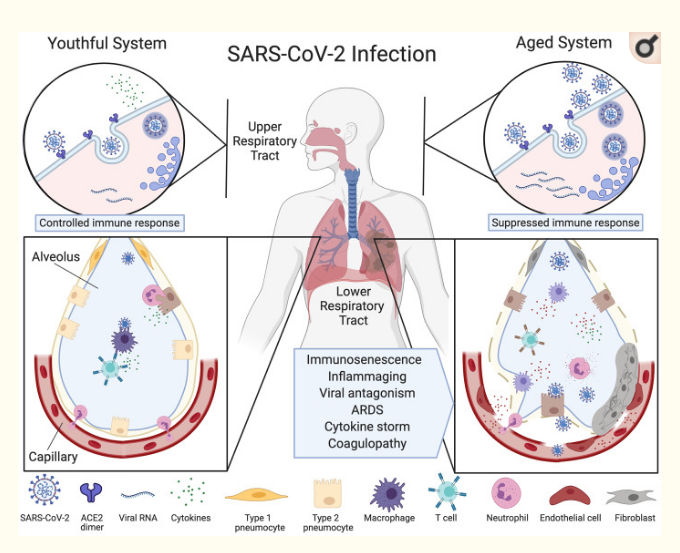 Youthful System
SARS-CoV-2 Infection
Aged System
Upper
Respiratory
Tract
Controlled immune response
Suppressed immune response
Alveolus
Lower
Respiratory
Tract
Immunosenescence
Inflammaging
Viral antagonism
ARDS
Cytokine storm
Coagulopathy
Capillary
SARS-CoV-2
ACE2
dimer
Viral RNA
Cytokines
Type 1
pneumocyte
Type 2
pneumocyte
Macrophage
T cell
Neutrophil
Endothelial cell
Fibroblast